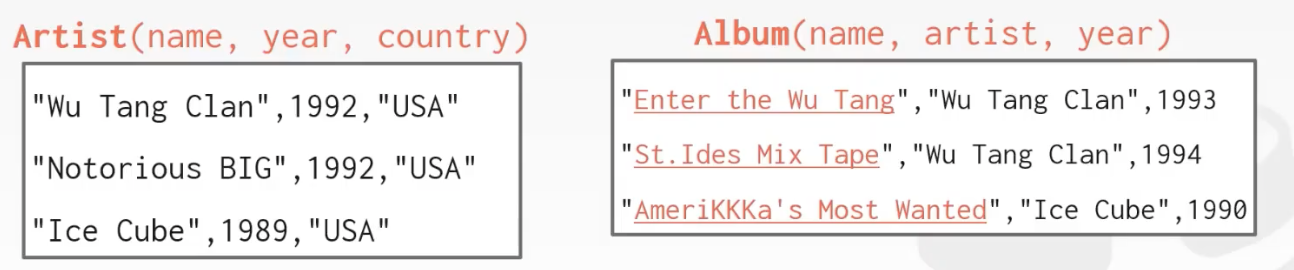 Artist(name, year, country)
"Wu Tang Clan",1992,"USA"
"Notorious BIG",1992,"USA"
"Ice Cube",1989,"USA"
Album(name, artist, year)
"Enter the Wu Tang","Wu Tang Clan",1993
"St.Ides Mix Tape","Wu Tang Clan",1994
"AmeriKKKa's Most Wanted","Ice Cube",1990